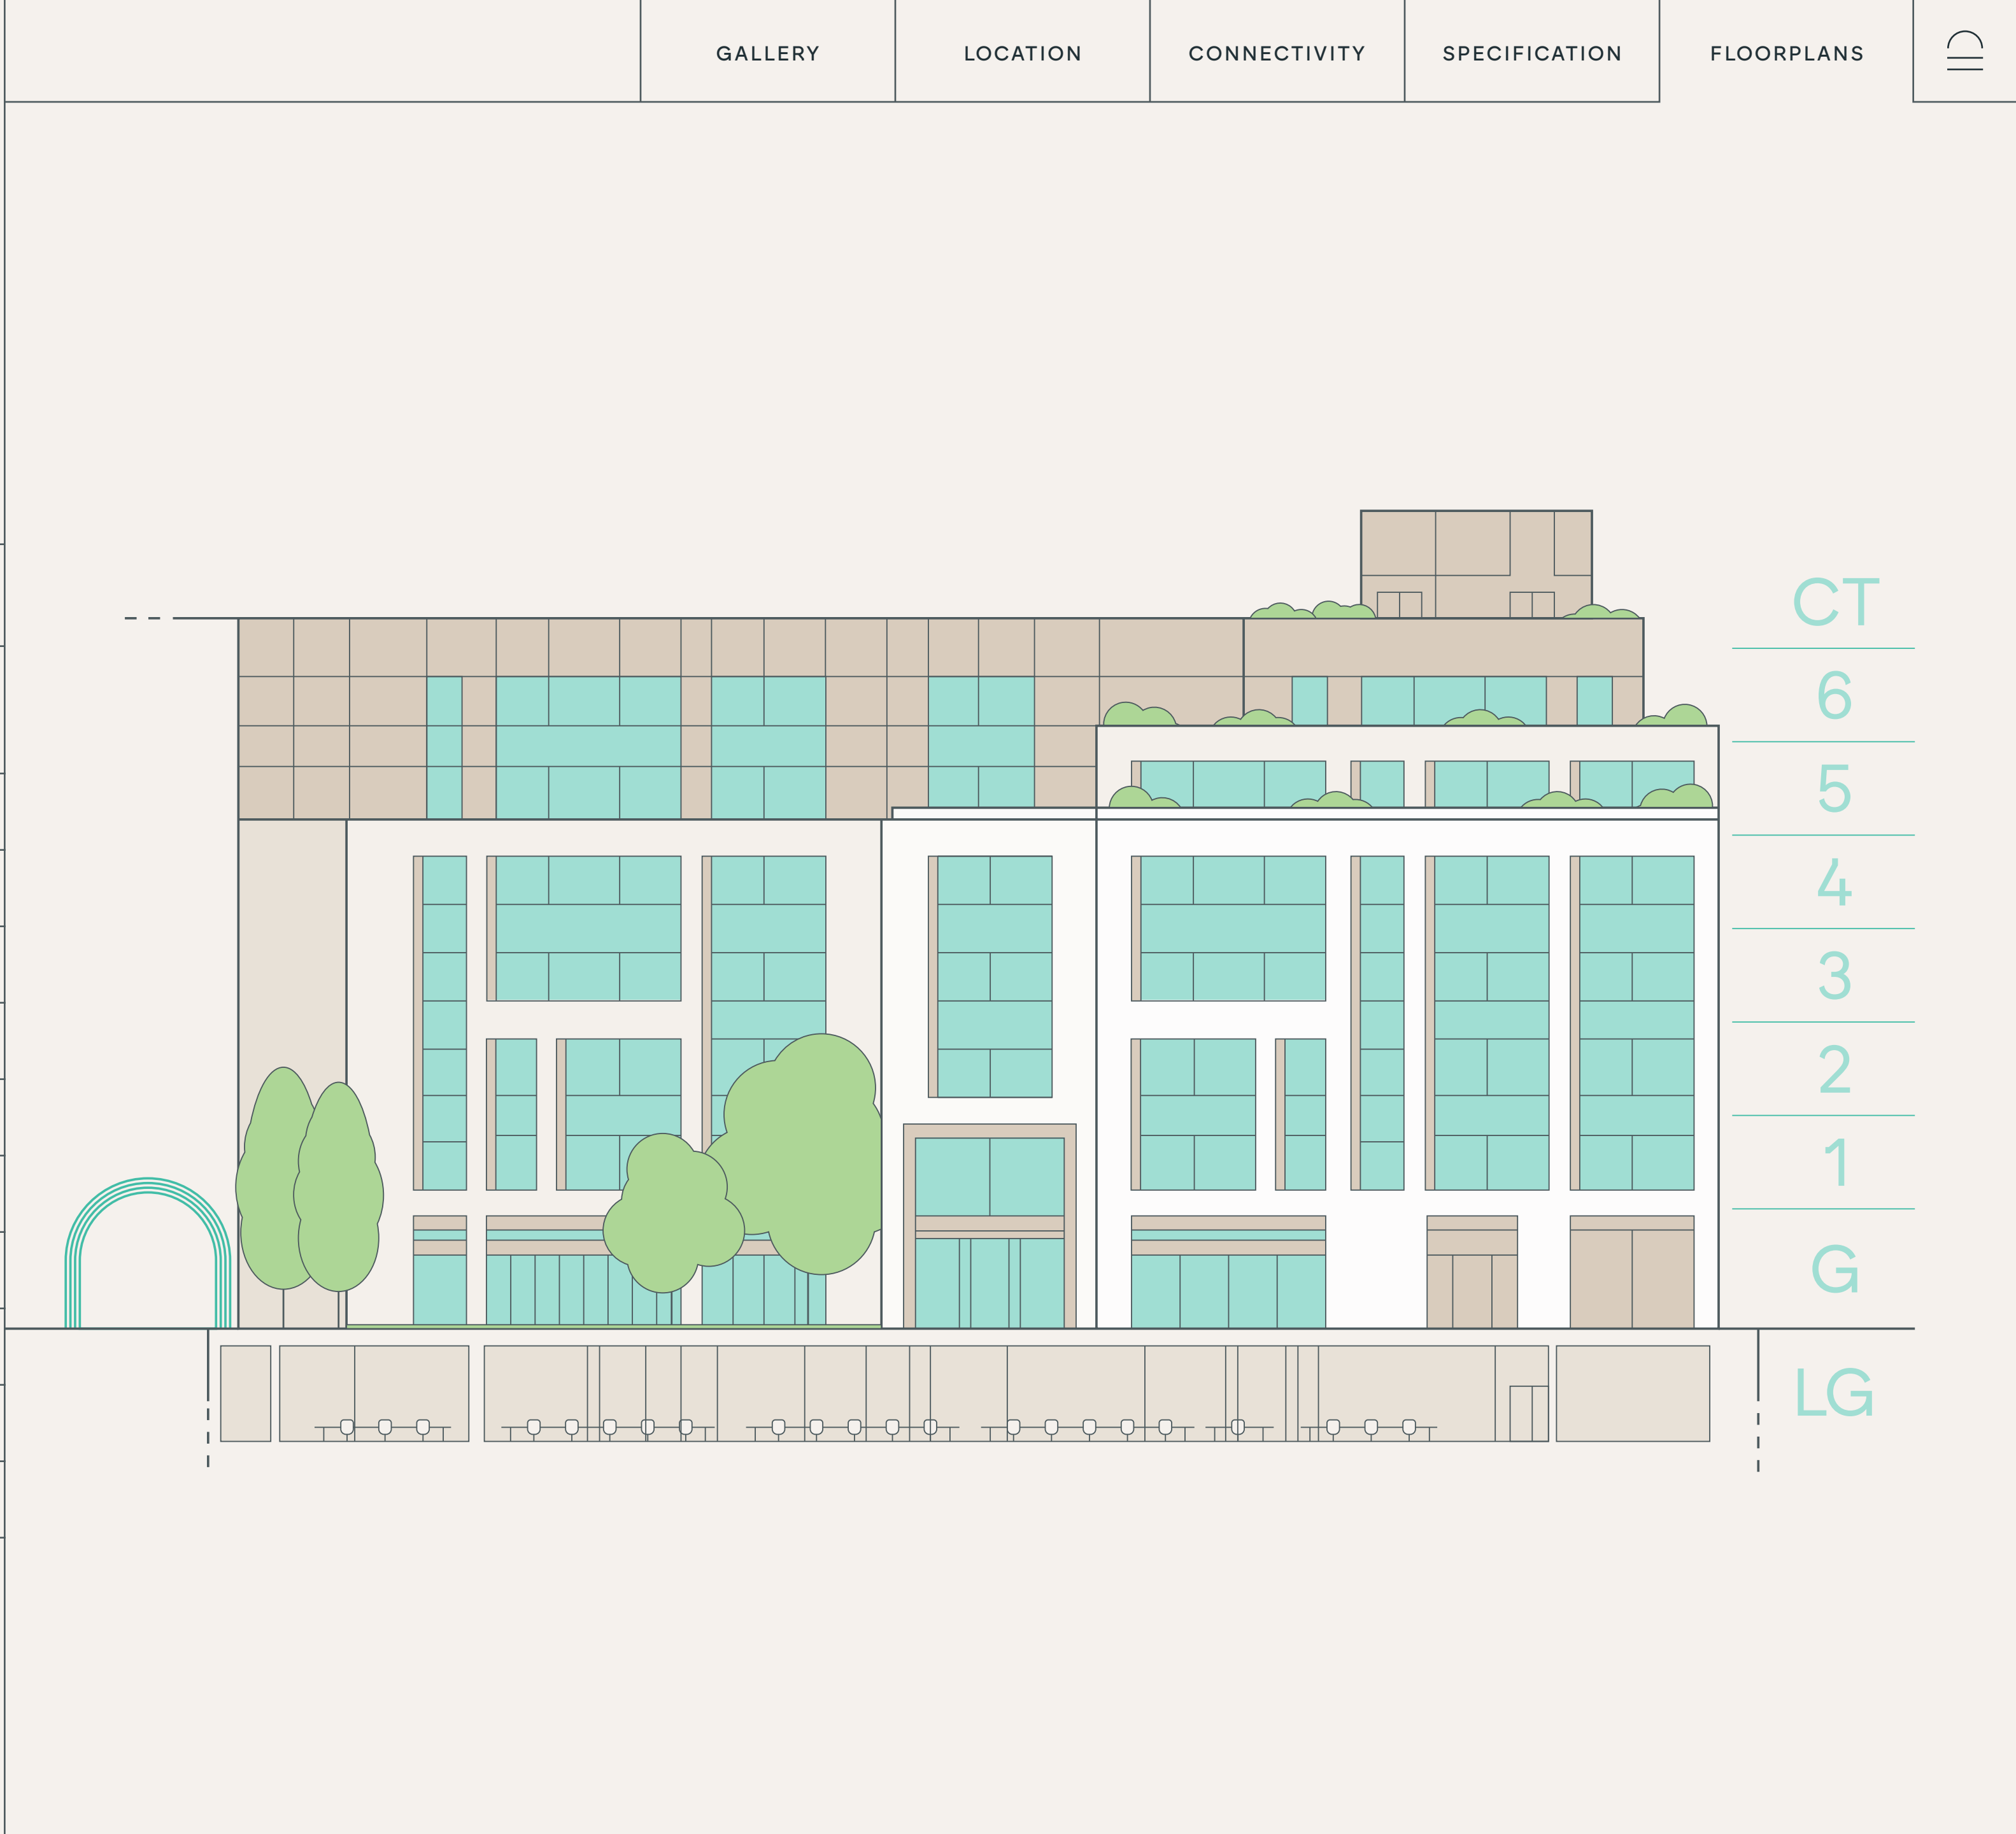 GALLERY
LOCATION
CONNECTIVITY
SPECIFICATION
FLOORPLANS
CT
6
5
4
3
2
1
G
LG